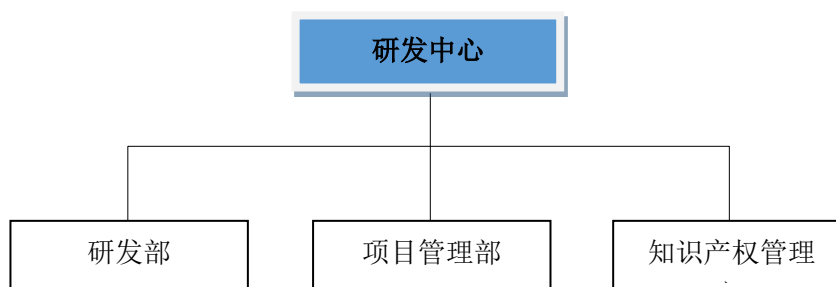 研发中心
研发部
项目管理部
知识产权管理